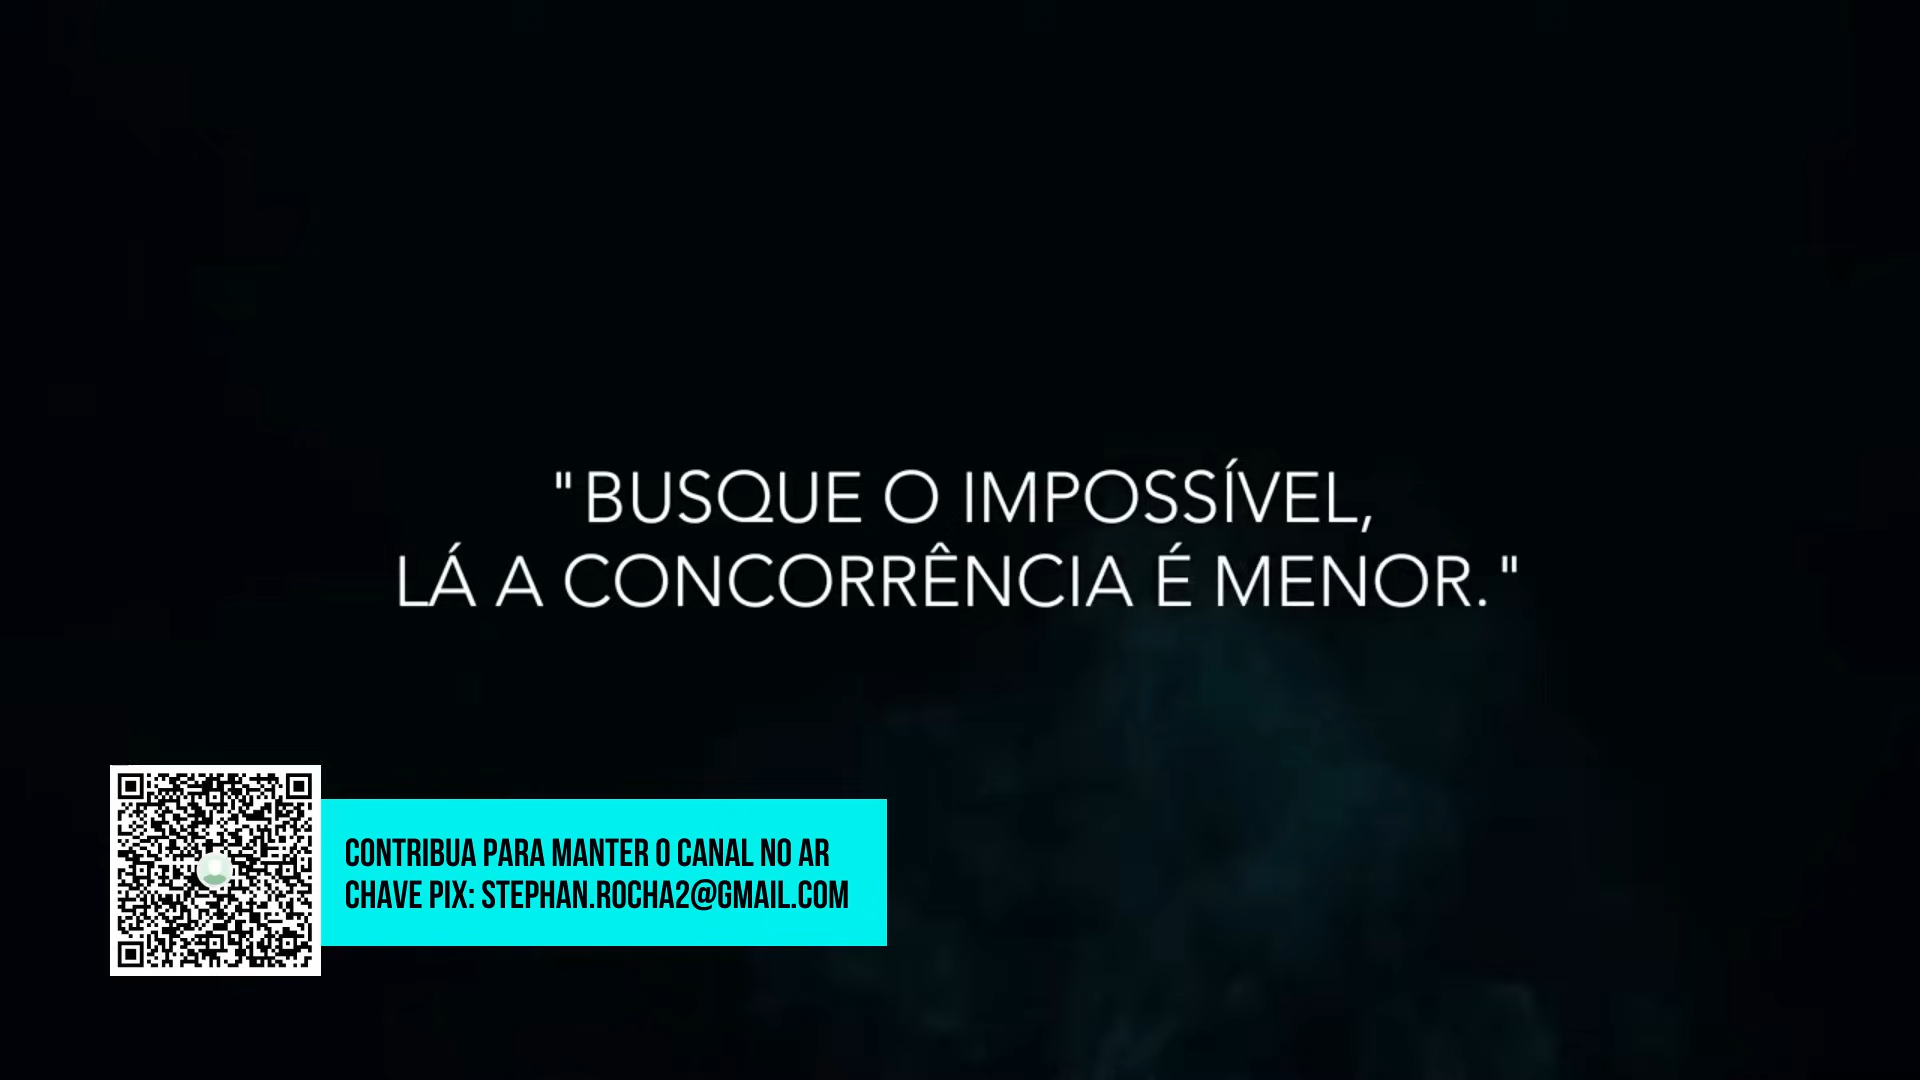 "BUSQUE O IMPOSSÍVEL,
LÁ A CONCORRÊNCIA É MENOR."
CONTRIBUA PARA MANTER O CANAL NO AR
CHAVE PIX: STEPHAN.ROCHA2@GMAIL.COM